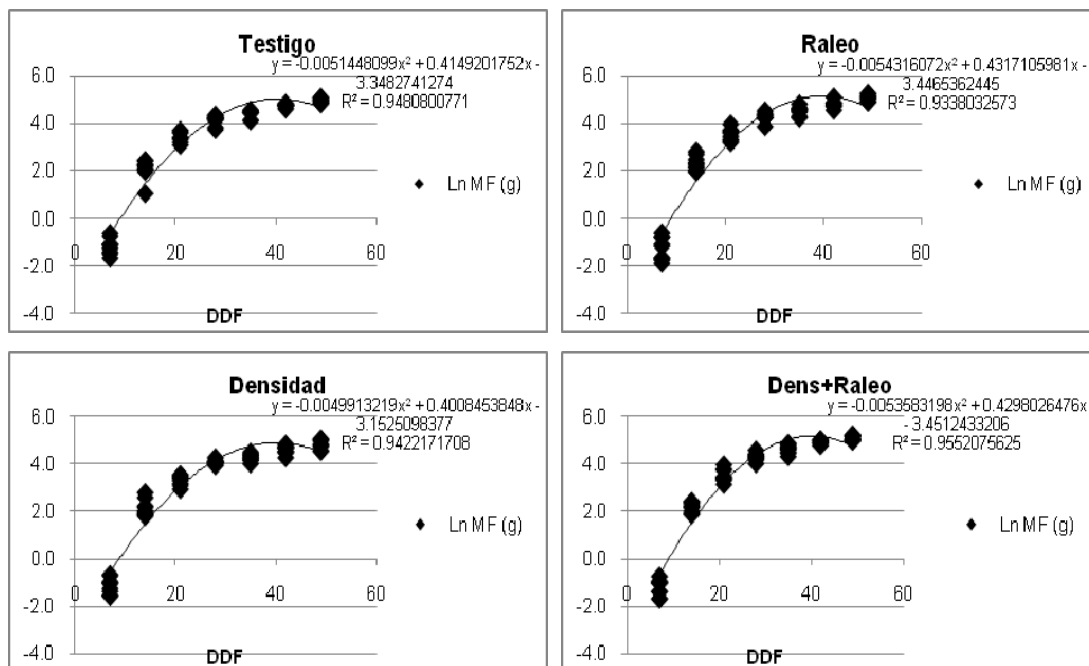 Testigo
y = -0.0051448099x² + 0.4149201752x -
3.3482741274
R² = 0.9480800771
6.0
4.0
2.0
0.0
-2.0
-4.0
0 20 40 60
DDF
Ln MF (g)
Raleo
y = -0.0054316072x² + 0.4317105981x -
3.4465362445
R² = 0.9338032573
6.0
4.0
2.0
0.0
-2.0
-4.0
0 20 40 60
DDF
Ln MF (g)
Densidad
y = -0.0049913219x² + 0.4008453848x -
3.1525098377
R² = 0.9422171708
6.0
4.0
2.0
0.0
-2.0
-4.0
0 20 40 60
DDF
Ln MF (g)
Dens+Raleo
y = -0.0053583198x² + 0.4298026476x
- 3.4512433206
R² = 0.9552075625
6.0
4.0
2.0
0.0
-2.0
-4.0
0 20 40 60
DDF
Ln MF (g)